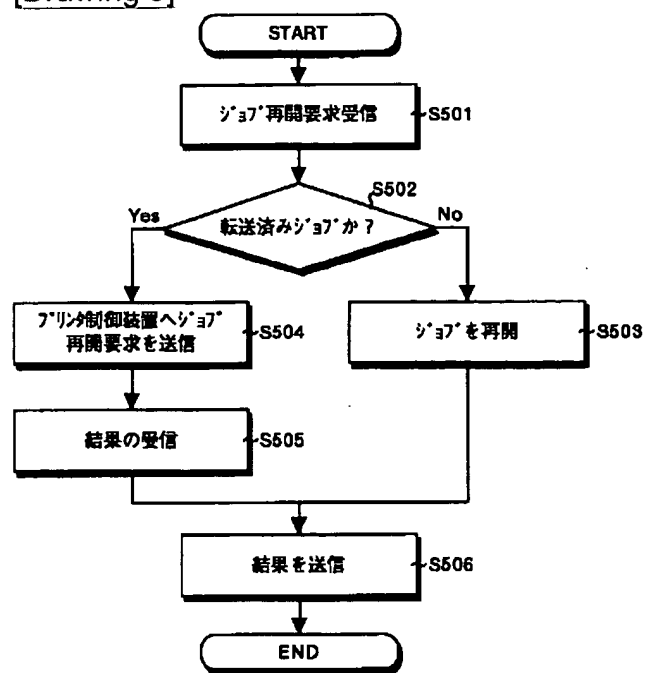 START
ｼﾞｮﾌﾞ再開要求受信
S501
S502
転送済みｼﾞｮﾌﾞか？
Yes
No
ﾌﾟﾘﾝﾀ制御装置へｼﾞｮﾌﾞ
再開要求を送信
S504
ｼﾞｮﾌﾞを再開
S503
結果の受信
S505
結果を送信
S506
END